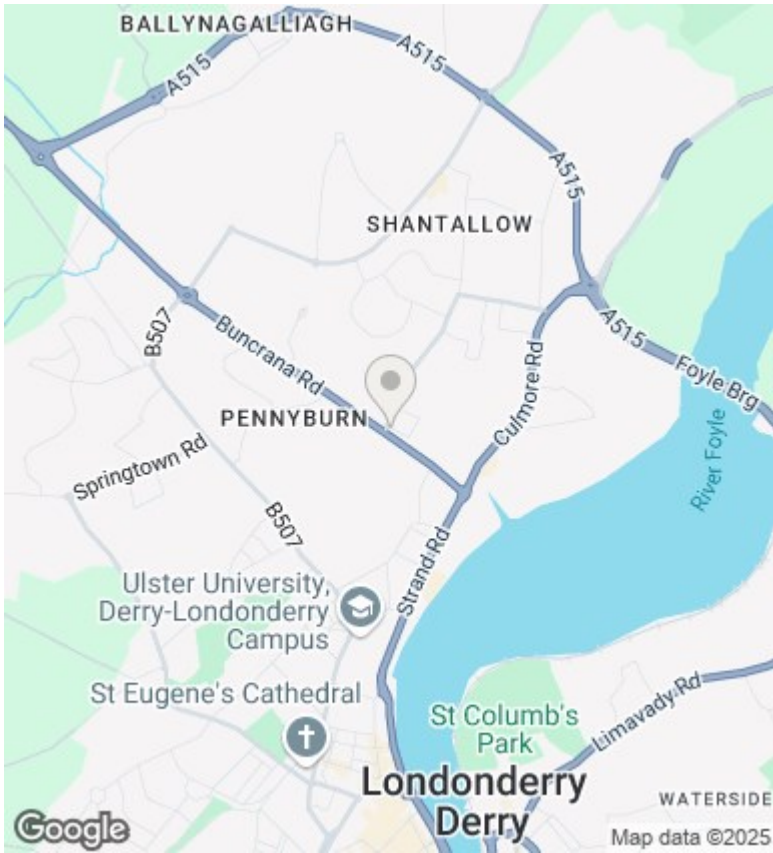 BALLYNAGALLIAGH
A515
A515
A515
SHANTALLOW
B507
Buncrana Rd
A515
Foyle Brg
Culmore Rd
PENNYBURN
River Foyle
Springtown Rd
B507
Strand Rd
Ulster University,
Derry-Londonderry
Campus
St Eugene's Cathedral
St Columb's
Park
Limavady Rd
Londonderry
Derry
WATERSIDE
Google
Map data ©2025